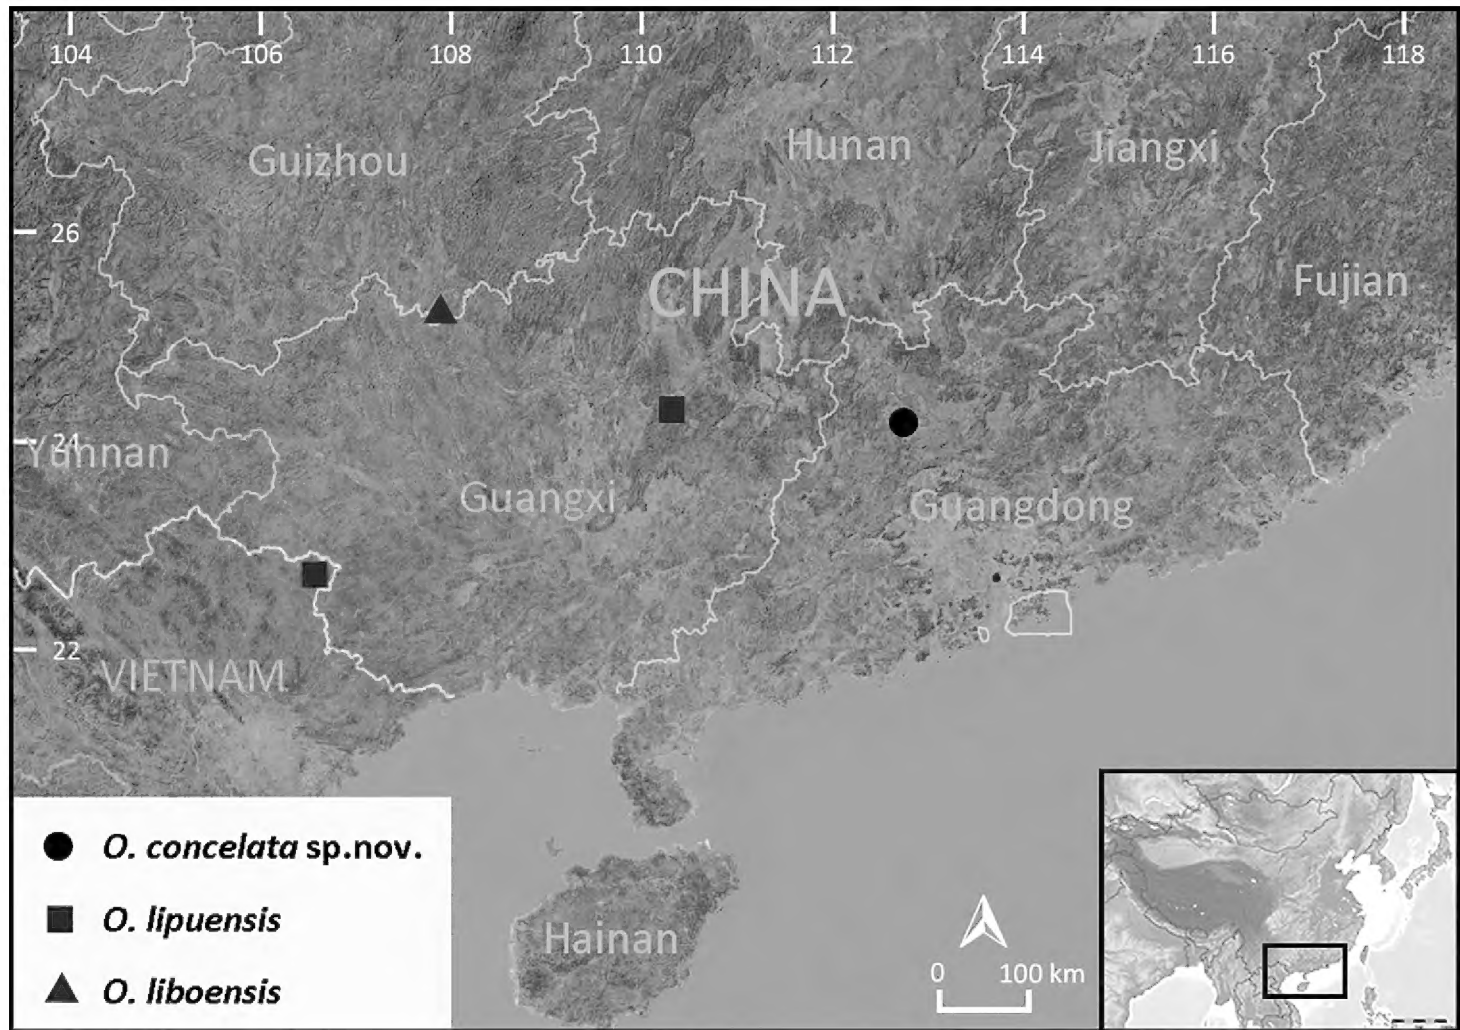 104 106 108 110 112 114 116 118
Hunan
Jiangxi
Guizhou
26
CHINA
Fujian
24
Yunnan
Guangxi
Guangdong
22
VIETNAM
O. concelata sp.nov.
O. lipuensis
O. liboensis
Hainan
0 100 km